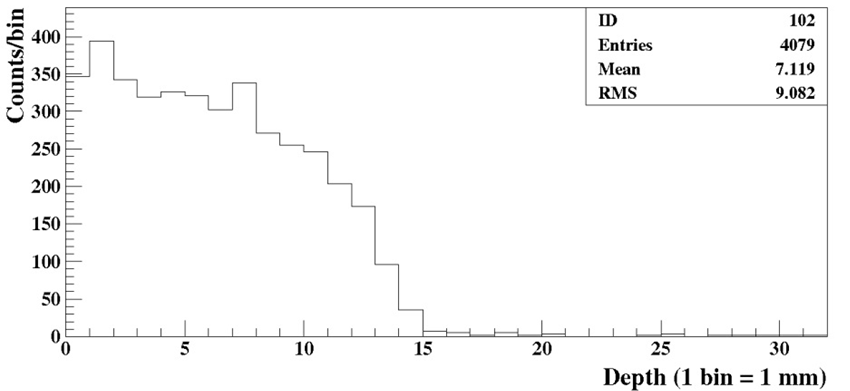 Counts/bin
400
350
300
250
200
150
100
50
0
ID 102
Entries 4079
Mean 7.119
RMS 9.082
0 5 10 15 20 25 30
Depth (1 bin = 1 mm)